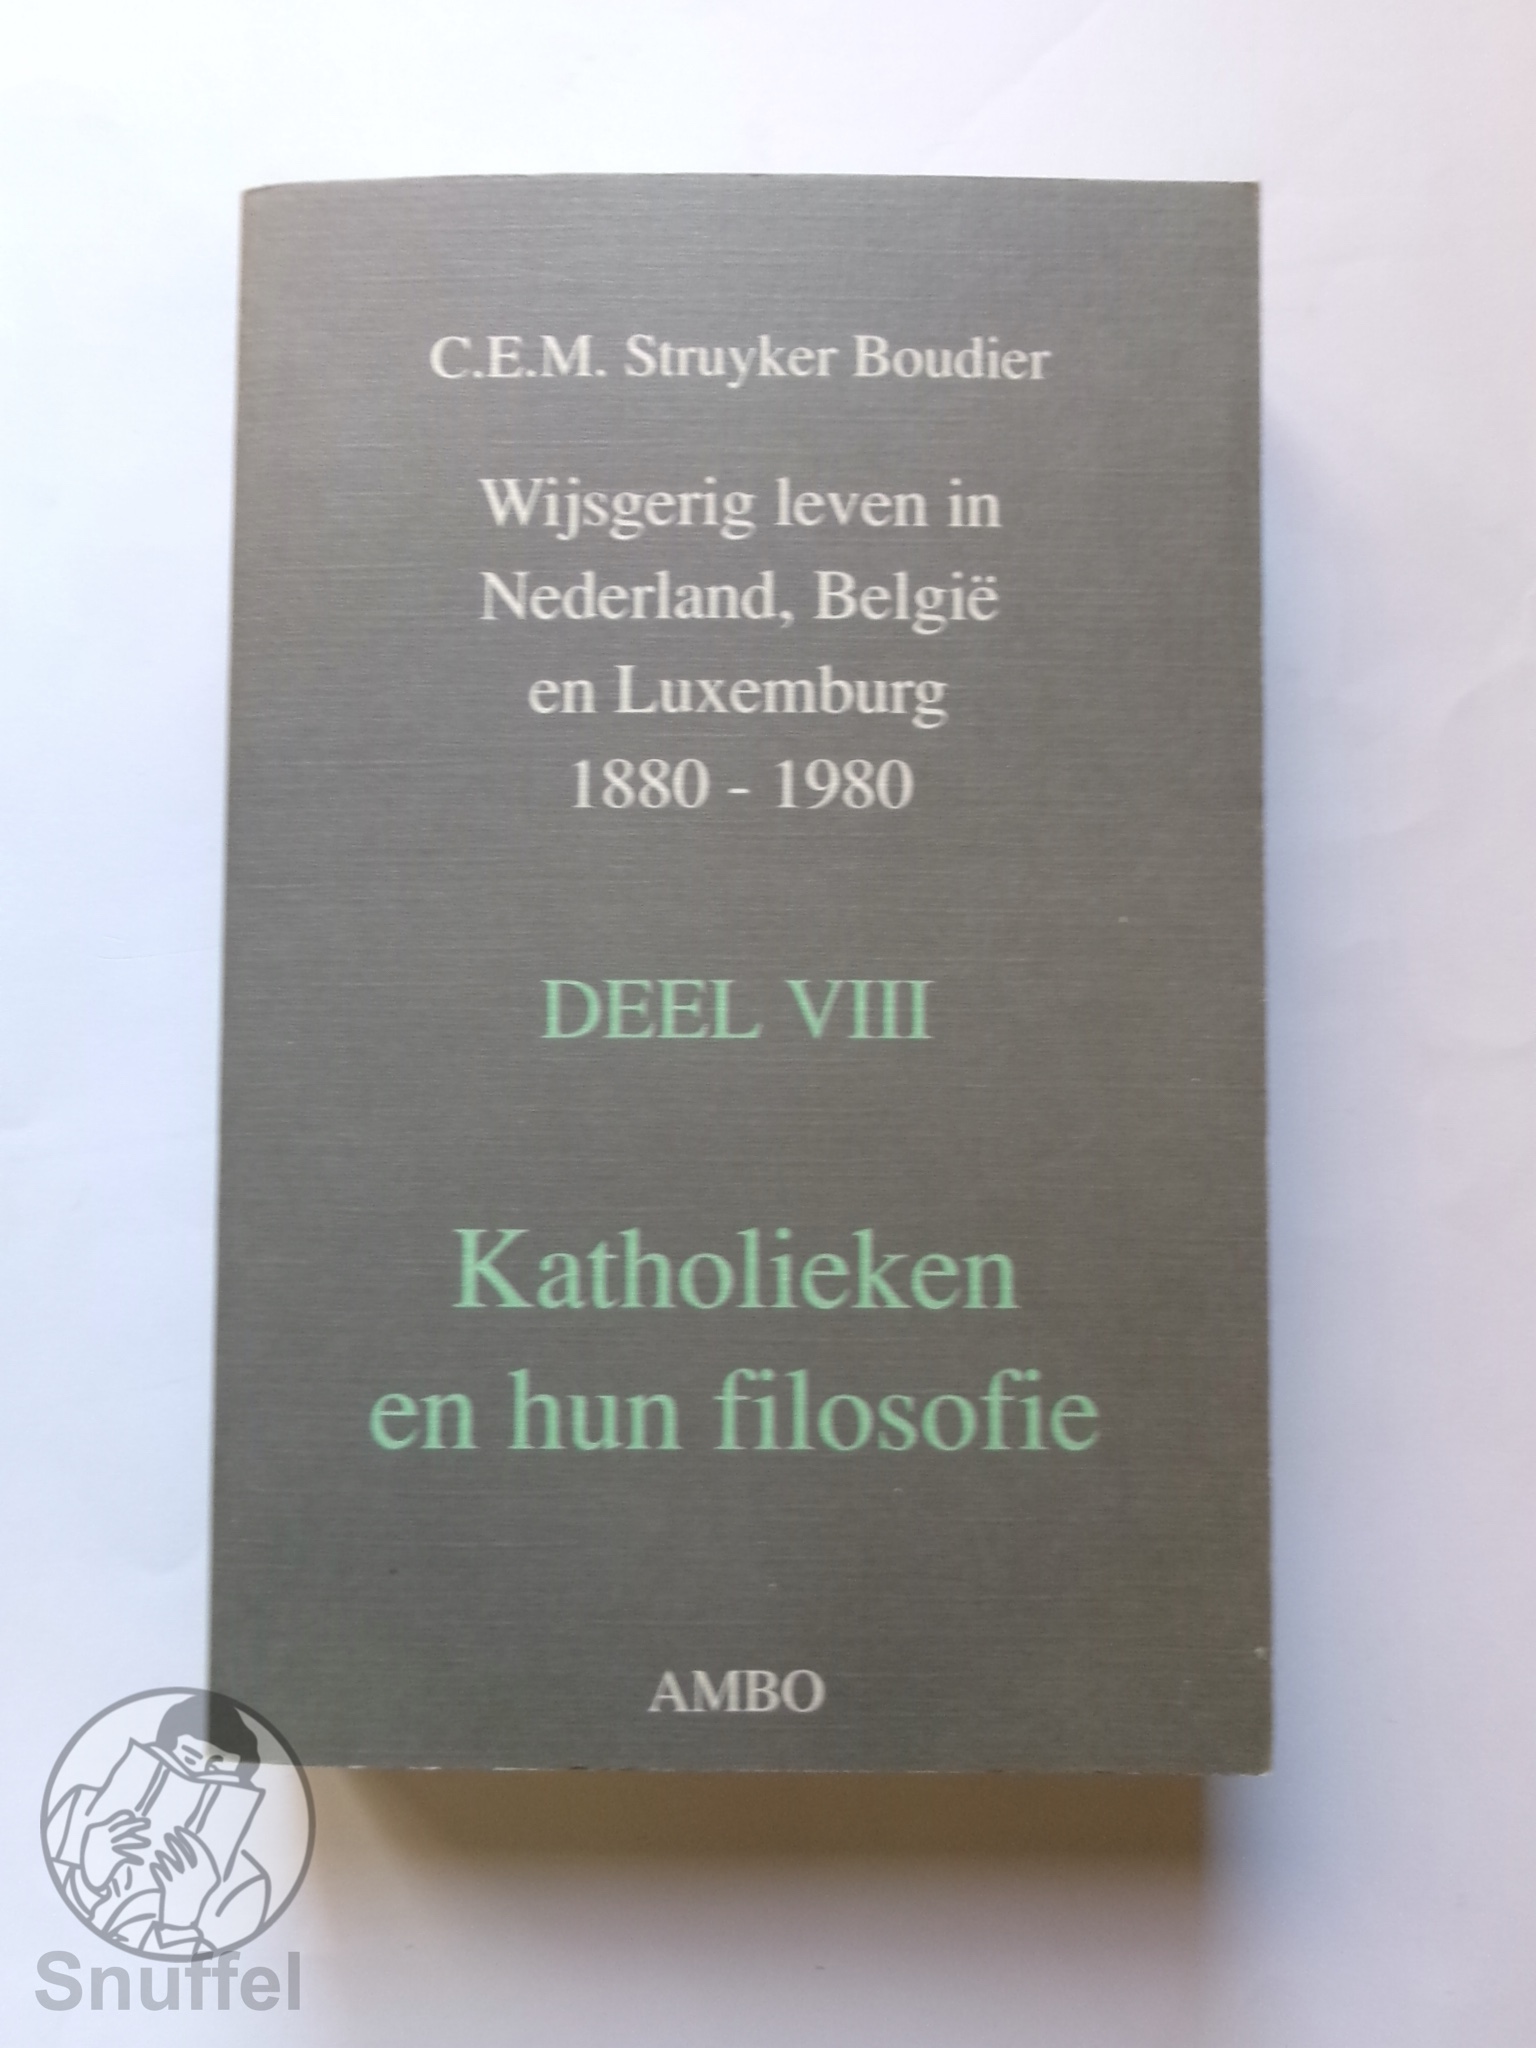 C.E.M. Struyker Boudier
Wijsgerig leven in
Nederland, België
en Luxemburg
1880 - 1980
DEEL VIII
Katholieken
en hun filosofie
AMBO
Snuffel